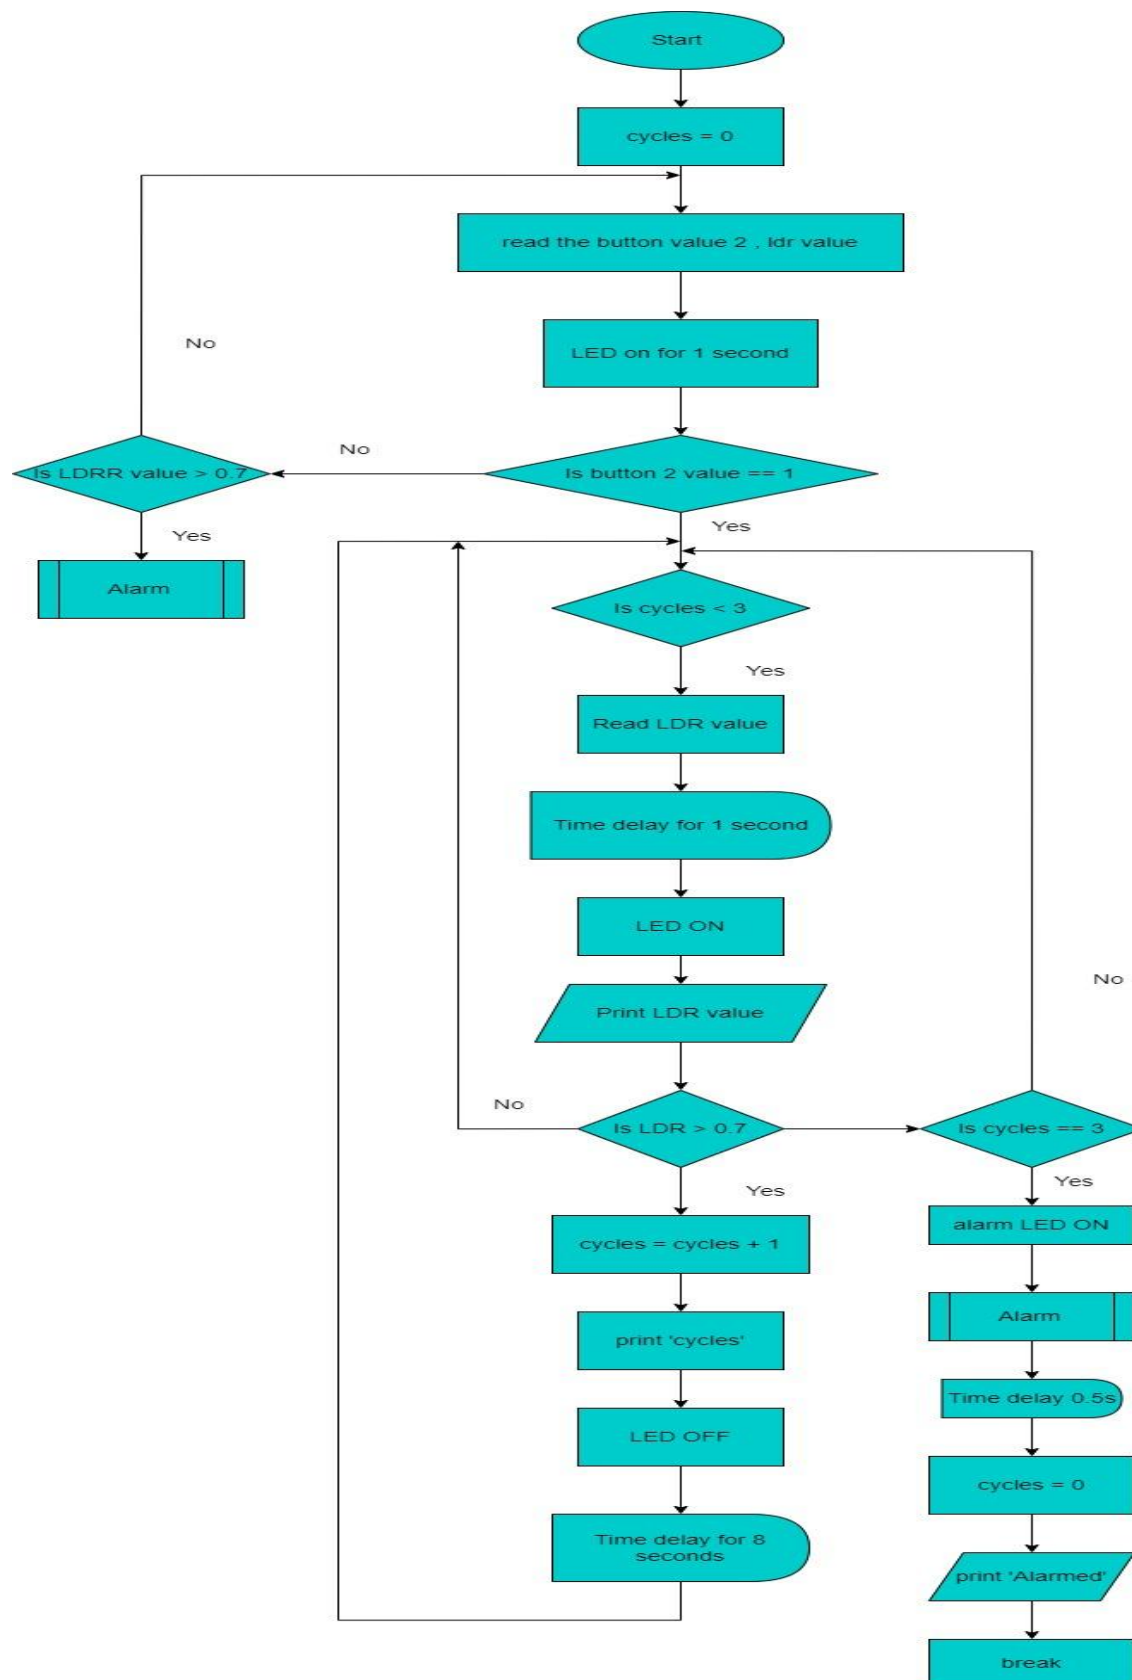 Start
cycles = 0
read the button value 2 , ldr value
LED on for 1 second
No
Is LDRR value > 0.7
No
Is button 2 value == 1
Yes
Yes
Alarm
Is cycles < 3
Yes
Read LDR value
Time delay for 1 second
LED ON
No
Print LDR value
No
Is LDR > 0.7
Is cycles == 3
Yes
Yes
alarm LED ON
cycles = cycles + 1
Alarm
print 'cycles'
Time delay 0.5s
LED OFF
cycles = 0
Time delay for 8
seconds
print 'Alarmed'
break